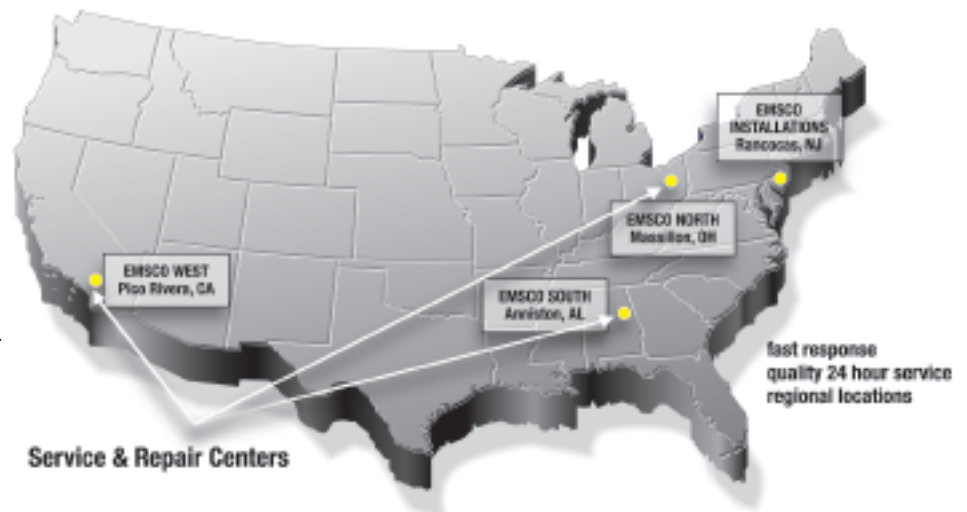 EMSCO
INSTALLATIONS
Rancocas, NJ
EMSCO NORTH
Massillon, OH
EMSCO WEST
Pico Rivera, CA
EMSCO SOUTH
Anniston, AL
fast response
quality 24 hour service
regional locations
Service & Repair Centers